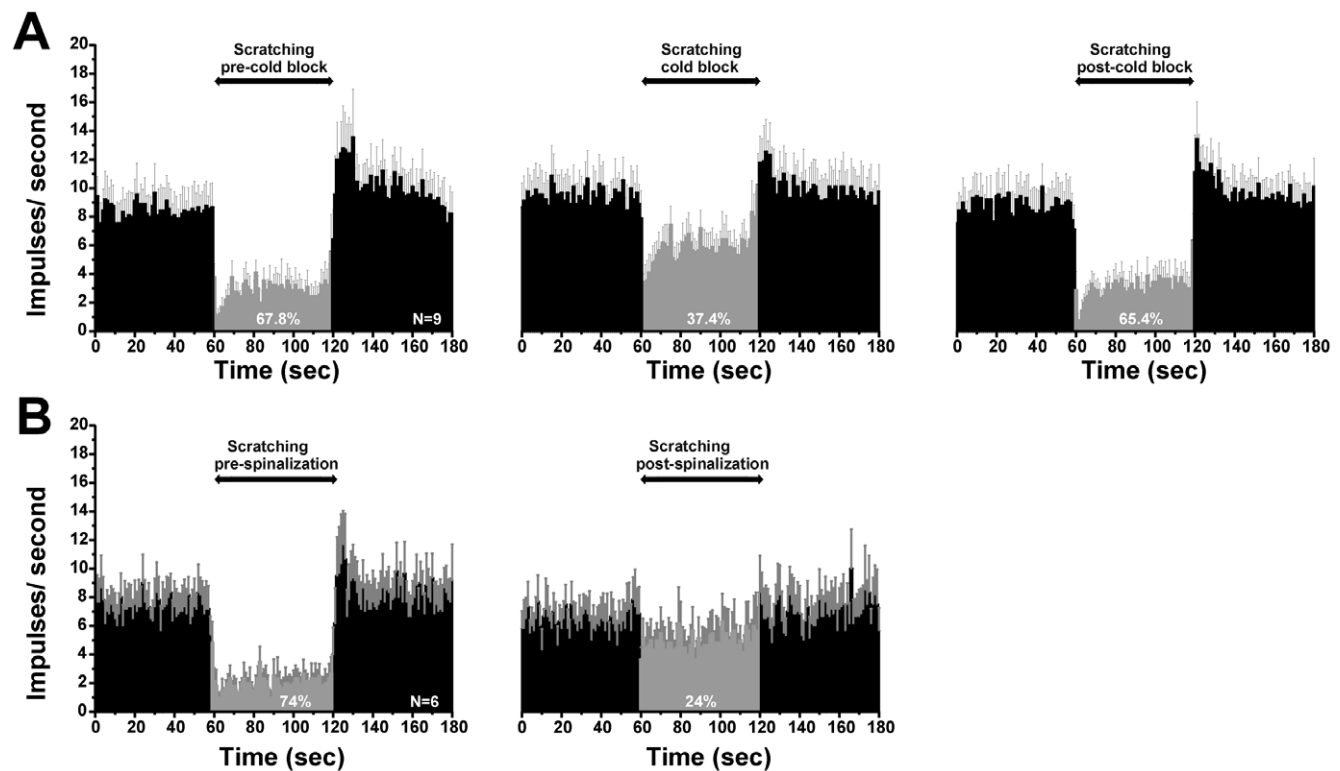 A
Scratching
pre-cold block
Scratching
cold block
Scratching
post-cold block
Impulses/ second
20
18
16
14
12
10
8
6
4
2
0
67.8%
N=9
37.4%
65.4%
0 20 40 60 80 100 120 140 160 180
0 20 40 60 80 100 120 140 160 180
0 20 40 60 80 100 120 140 160 180
Time (sec)
Time (sec)
Time (sec)
B
Scratching
pre-spinalization
Scratching
post-spinalization
Impulses/ second
20
18
16
14
12
10
8
6
4
2
0
74%
N=6
24%
0 20 40 60 80 100 120 140 160 180
0 20 40 60 80 100 120 140 160 180
Time (sec)
Time (sec)